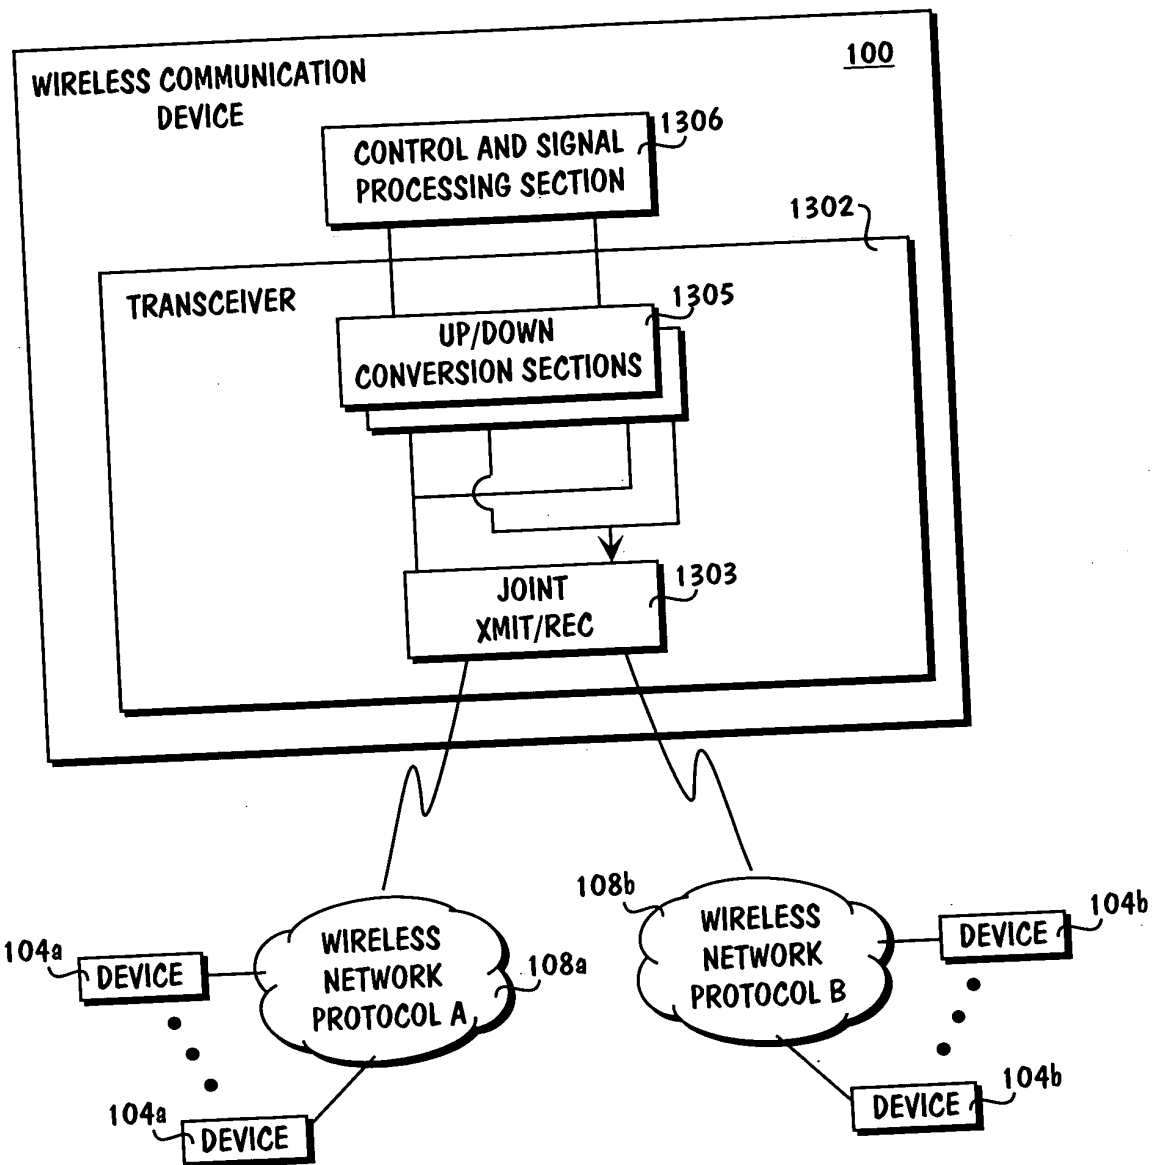 WIRELESS COMMUNICATION
DEVICE
100
CONTROL AND SIGNAL
PROCESSING SECTION
1306
1302
TRANSCEIVER
1305
UP/DOWN
CONVERSION SECTIONS
JOINT
XMIT/REC
1303
108b
WIRELESS
NETWORK
PROTOCOL B
104b
DEVICE
104a
DEVICE
WIRELESS
NETWORK
PROTOCOL A
108a
104a
DEVICE
DEVICE
104b